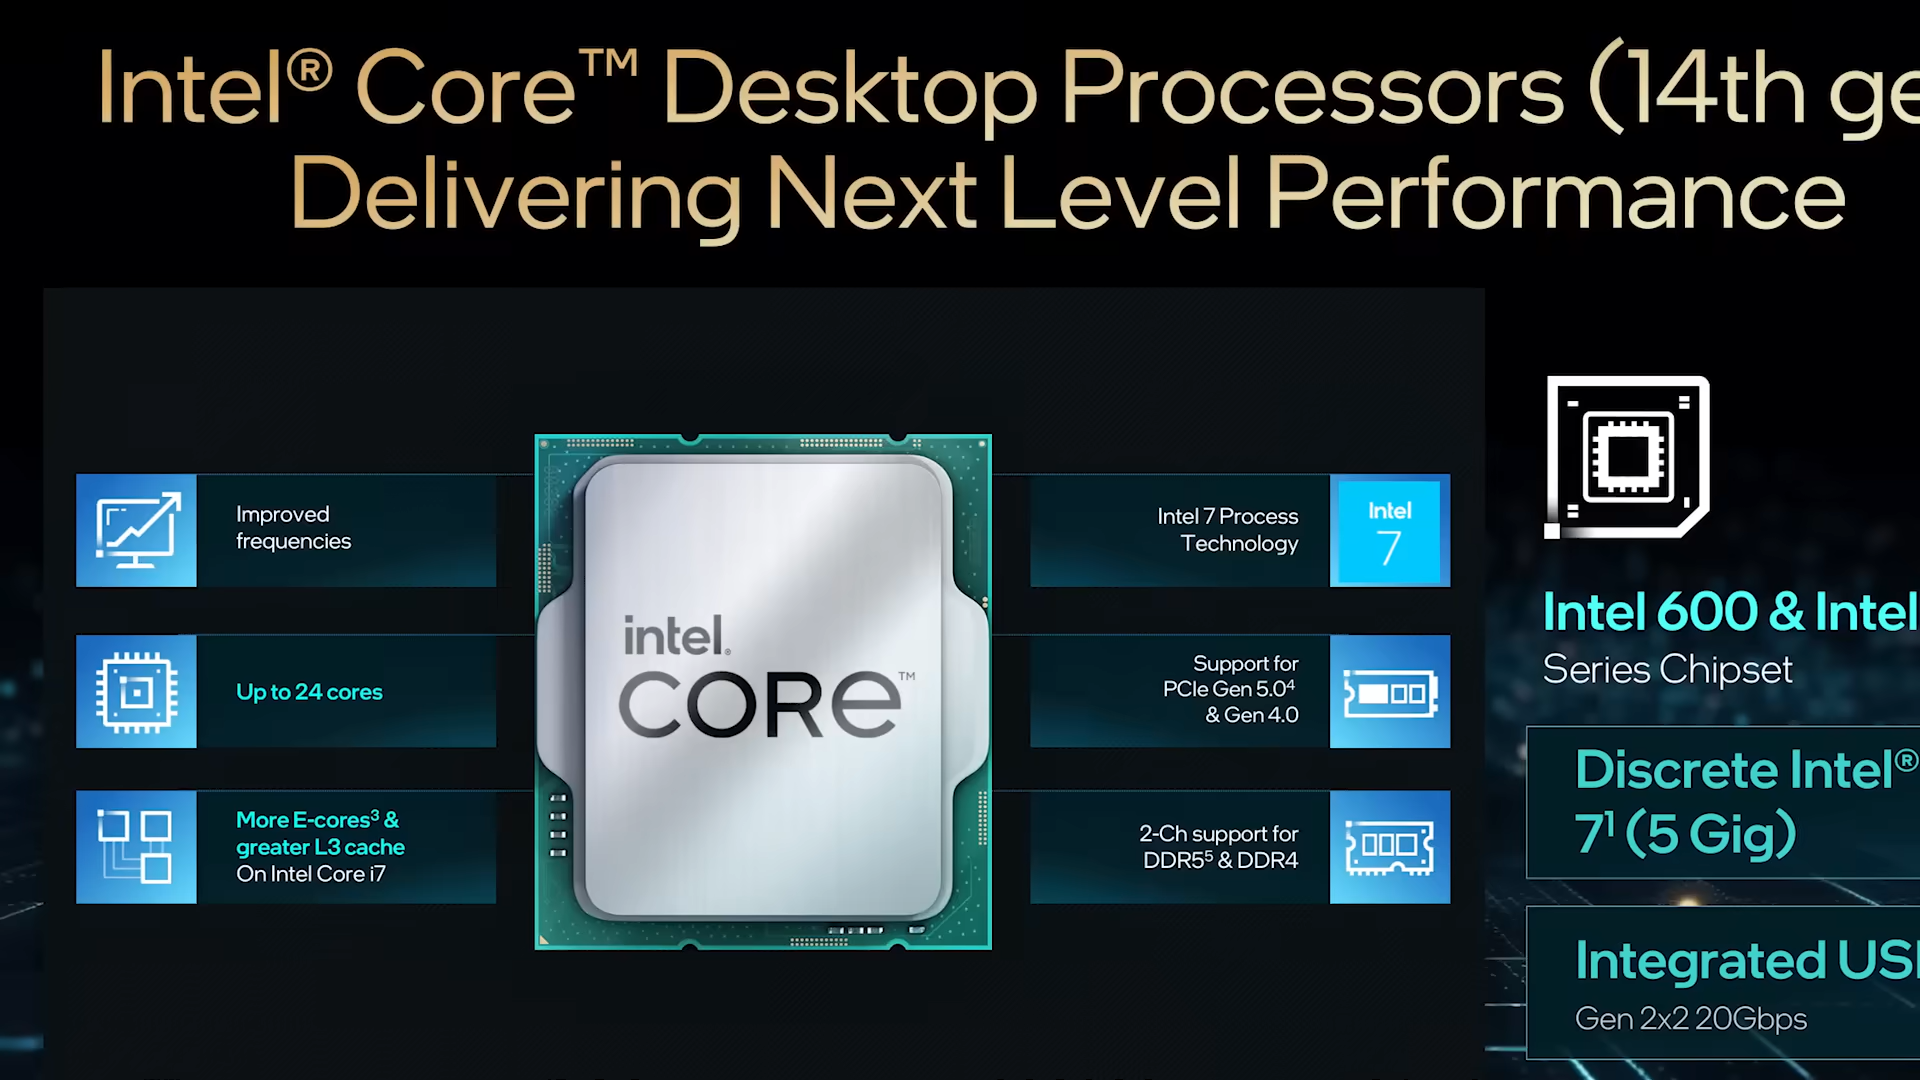 Intel® Core™ Desktop Processors (14th ge
Delivering Next Level Performance
Improved
frequencies
Up to 24 cores
More E-cores³ &
greater L3 cache
On Intel Core i7
intel®
CORE™
Intel 7 Process
Technology
Intel
7
Support for
PCIe Gen 5.0⁴
& Gen 4.0
2-Ch support for
DDR5⁵ & DDR4
Intel 600 & Intel
Series Chipset
Discrete Intel®
7¹ (5 Gig)
Integrated US
Gen 2x2 20Gbps